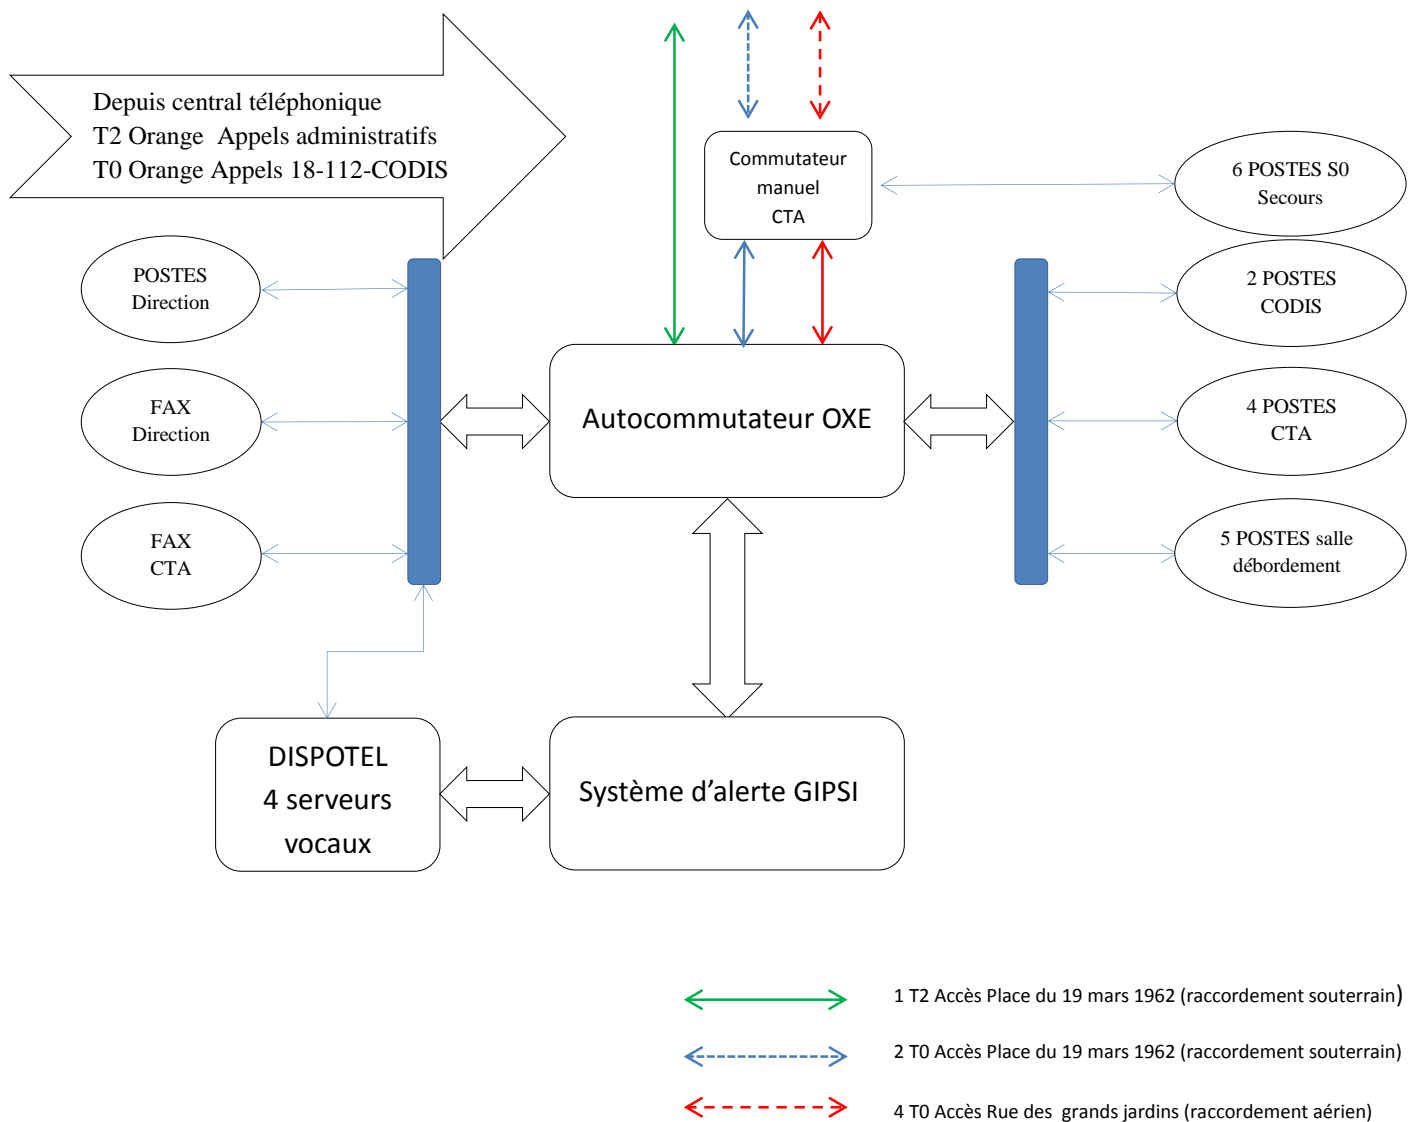 Depuis central téléphonique
T2 Orange Appels administratifs
T0 Orange Appels 18-112-CODIS
Commutateur
manuel
CTA
6 POSTES S0
Secours
POSTES
Direction
2 POSTES
CODIS
FAX
Direction
Autocommutateur OXE
4 POSTES
CTA
FAX
CTA
5 POSTES salle
débordement
DISPOTEL
4 serveurs
vocaux
Système d'alerte GIPSI
1 T2 Accès Place du 19 mars 1962 (raccordement souterrain)
2 T0 Accès Place du 19 mars 1962 (raccordement souterrain)
4 T0 Accès Rue des grands jardins (raccordement aérien)